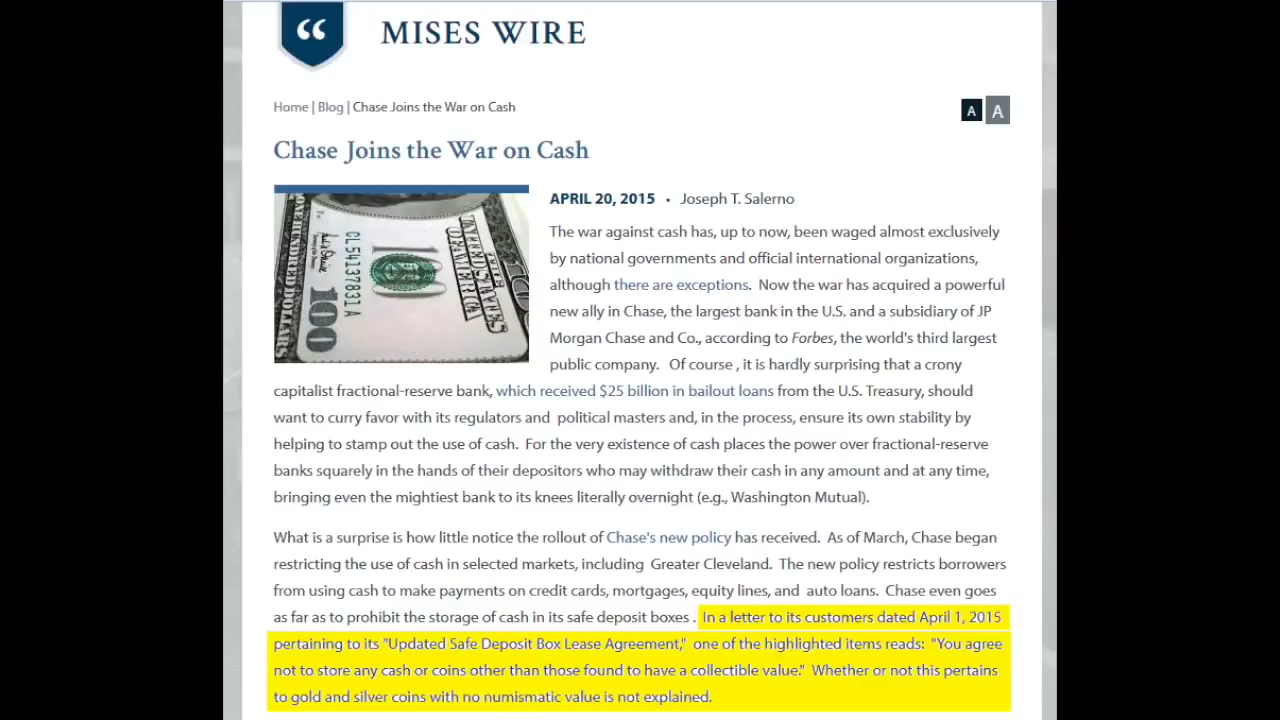 “
MISES WIRE
Home | Blog | Chase Joins the War on Cash
A A
Chase Joins the War on Cash
APRIL 20, 2015 • Joseph T. Salerno
The war against cash has, up to now, been waged almost exclusively
by national governments and official international organizations,
although there are exceptions. Now the war has acquired a powerful
new ally in Chase, the largest bank in the U.S. and a subsidiary of JP
Morgan Chase and Co., according to Forbes, the world's third largest
public company. Of course , it is hardly surprising that a crony
capitalist fractional-reserve bank, which received $25 billion in bailout loans from the U.S. Treasury, should
want to curry favor with its regulators and political masters and, in the process, ensure its own stability by
helping to stamp out the use of cash. For the very existence of cash places the power over fractional-reserve
banks squarely in the hands of their depositors who may withdraw their cash in any amount and at any time,
bringing even the mightiest bank to its knees literally overnight (e.g., Washington Mutual).
What is a surprise is how little notice the rollout of Chase's new policy has received. As of March, Chase began
restricting the use of cash in selected markets, including Greater Cleveland. The new policy restricts borrowers
from using cash to make payments on credit cards, mortgages, equity lines, and auto loans. Chase even goes
as far as to prohibit the storage of cash in its safe deposit boxes . In a letter to its customers dated April 1, 2015
pertaining to its "Updated Safe Deposit Box Lease Agreement," one of the highlighted items reads: "You agree
not to store any cash or coins other than those found to have a collectible value." Whether or not this pertains
to gold and silver coins with no numismatic value is not explained.
100
CL54137831A
100